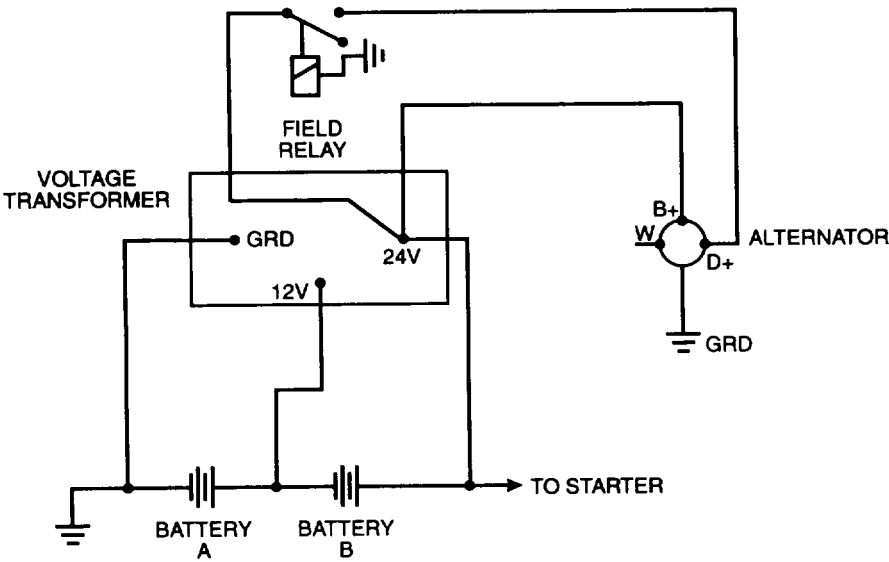 FIELD
RELAY
VOLTAGE
TRANSFORMER
B+
W
ALTERNATOR
GRD
24V
D+
12V
GRD
TO STARTER
BATTERY
A
BATTERY
B